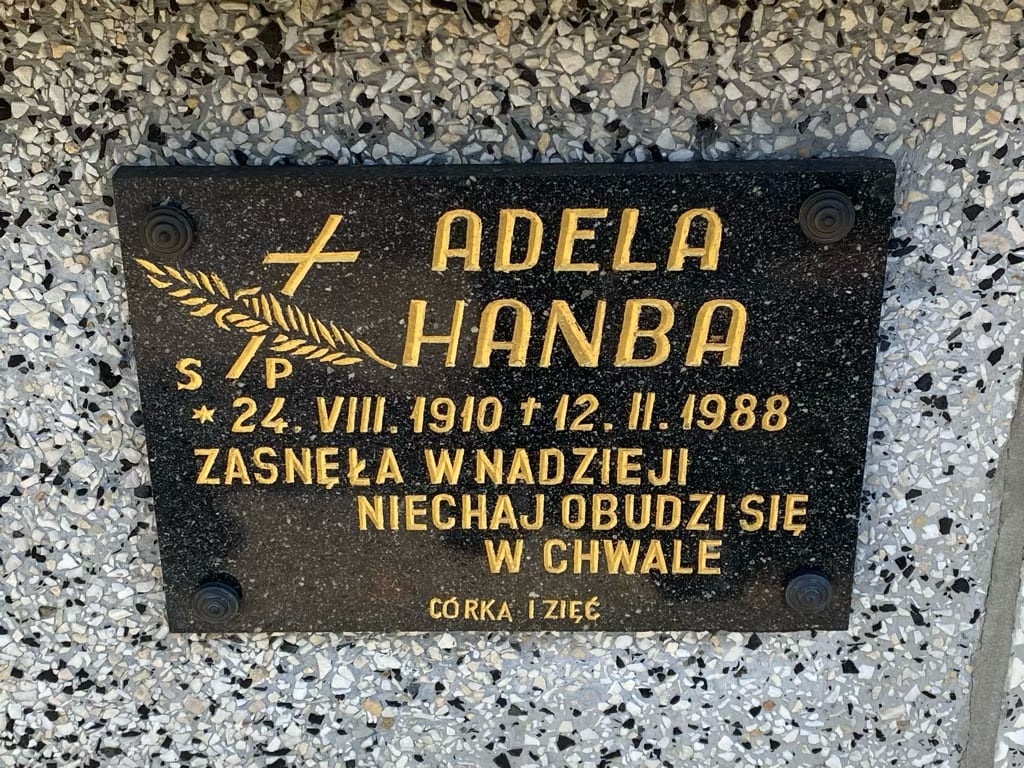 ADELA
HANBA
S P
* 24. VIII. 1910 † 12. II. 1988
ZASNĘŁA W NADZIEJI
NIECHAJ OBUDZI SIĘ
W CHWALE
CÓRKA I ZIĘĆ